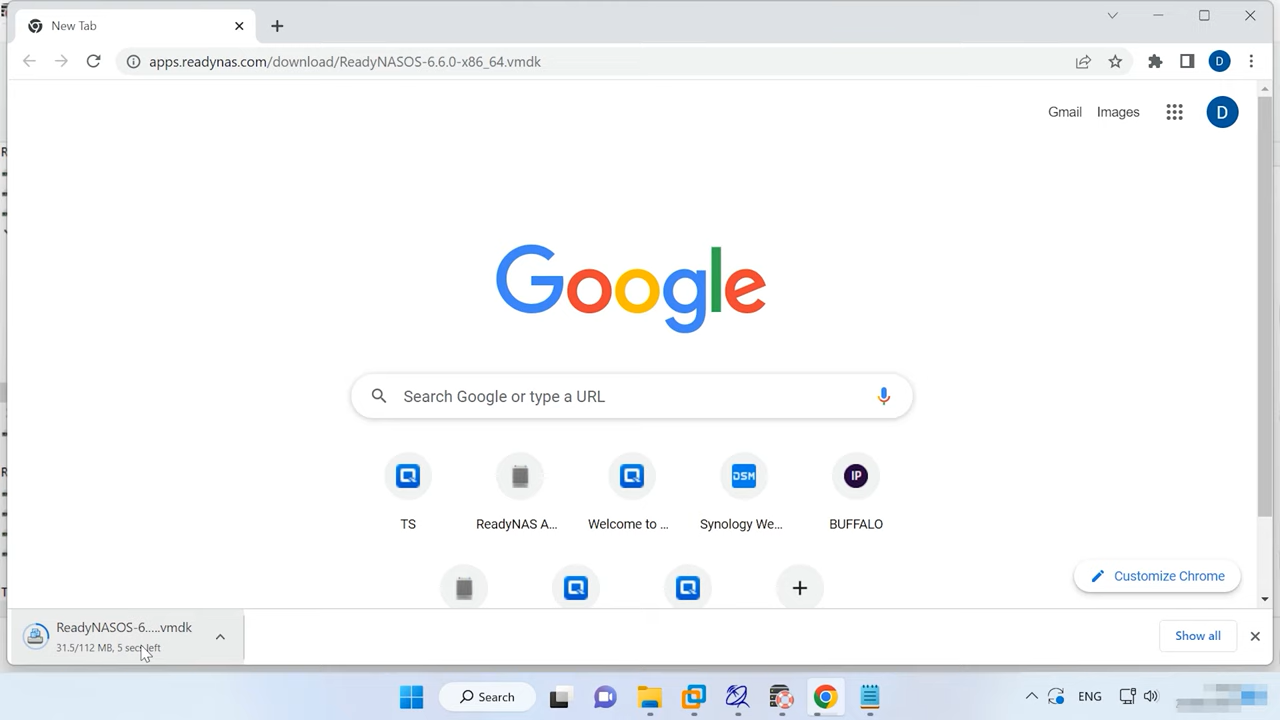 New Tab
apps.readynas.com/download/ReadyNASOS-6.6.0-x86_64.vmdk
D
Gmail Images
D
Google
Search Google or type a URL
TS
ReadyNAS A...
Welcome to ...
DSM
Synology We...
IP
BUFFALO
Customize Chrome
ReadyNASOS-6.....vmdk
31.5/112 MB, 5 secs left
Show all
Search
ENG